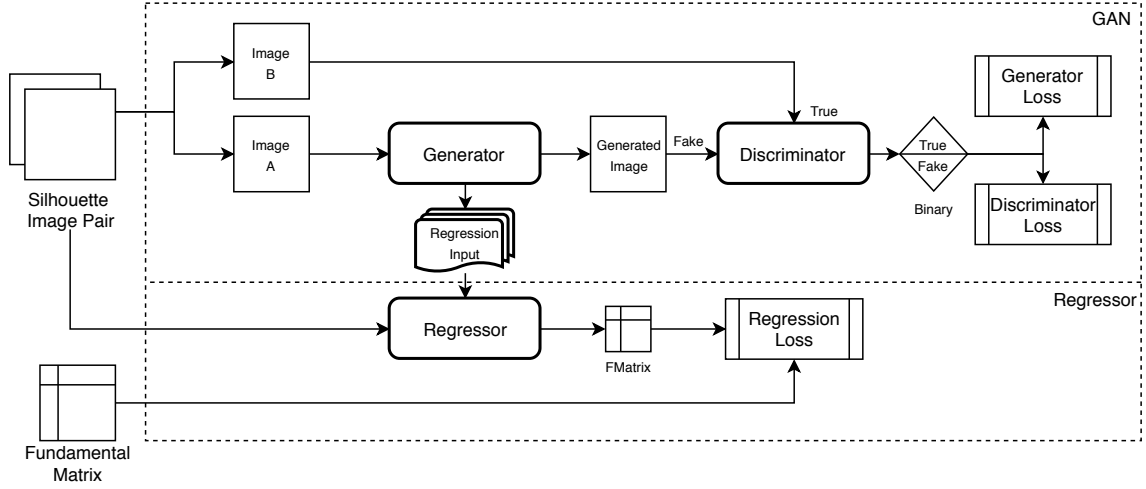 GAN
Image
B
Generator
Loss
True
Image
A
Generator
Generated
Image
Fake
Discriminator
True
Fake
Binary
Discriminator
Loss
Silhouette
Image Pair
Regression
Input
Regressor
Regressor
FMatrix
Regression
Loss
Fundamental
Matrix